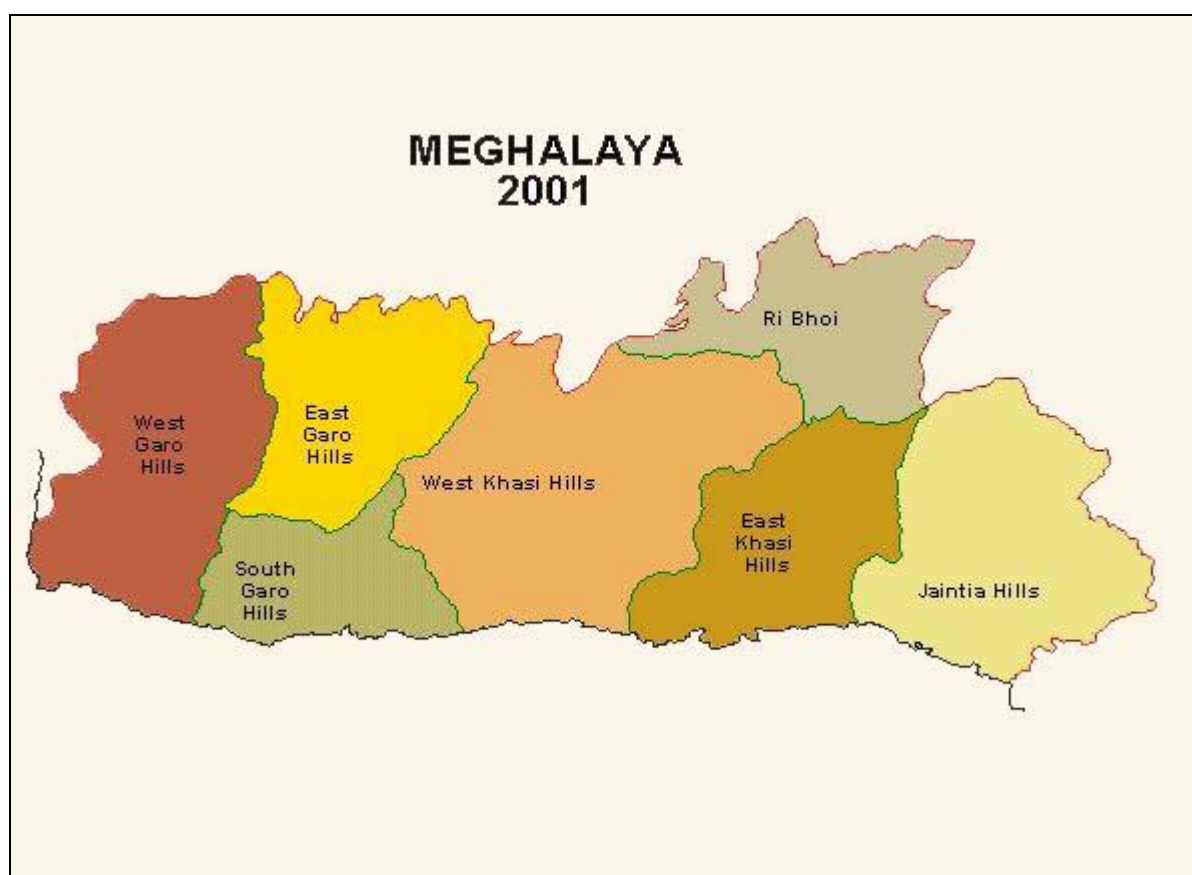 MEGHALAYA
2001
Ri Bhoi
West
Garo
Hills
East
Garo
Hills
West Khasi Hills
East
Khasi
Hills
South
Garo
Hills
Jaintia Hills